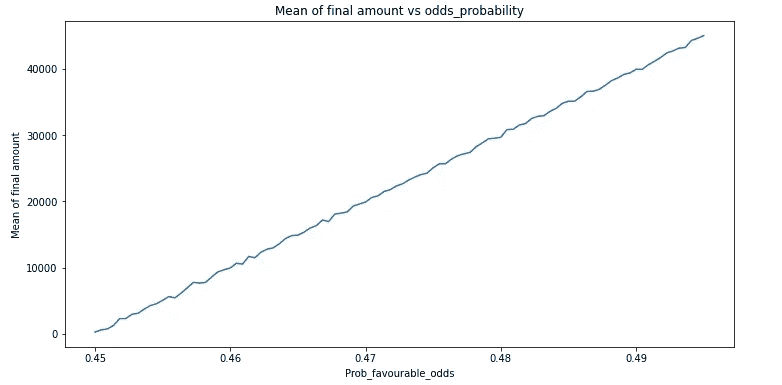 Mean of final amount vs odds_probability
40000
30000
20000
10000
0
Mean of final amount
0.45 0.46 0.47 0.48 0.49
Prob_favourable_odds